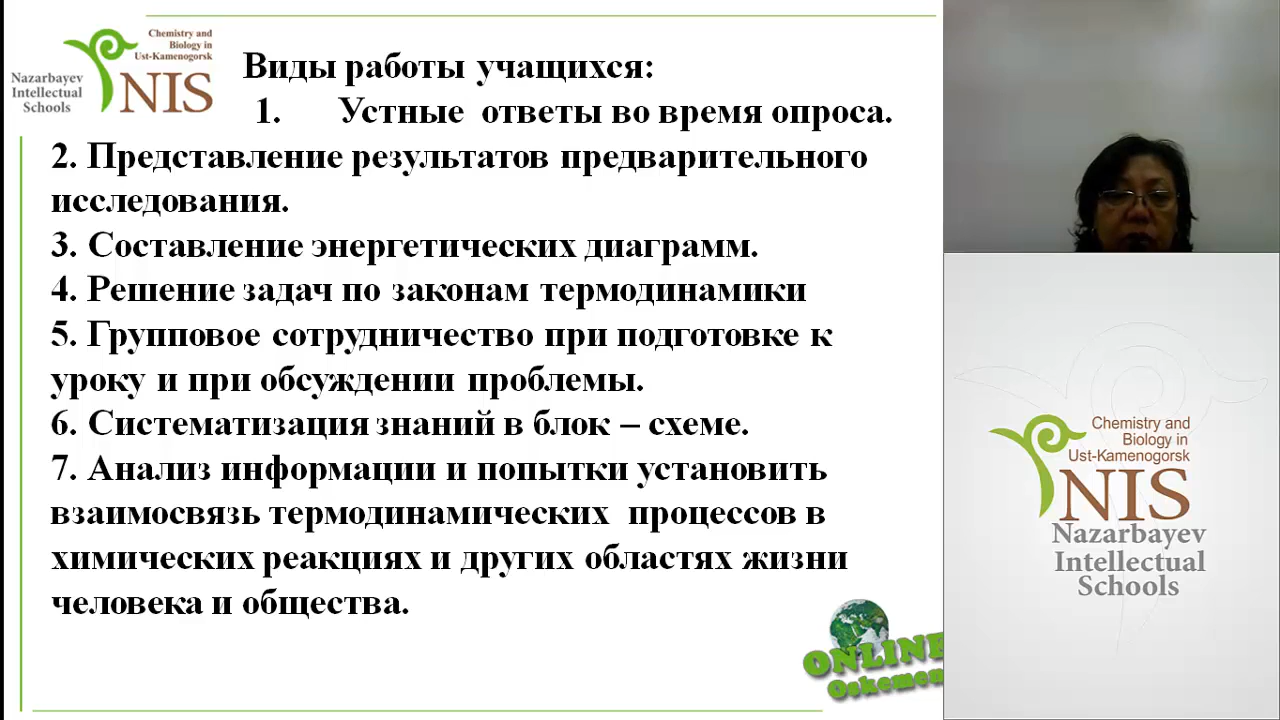 Chemistry and
Biology in
Ust-Kamenogorsk
Nazarbayev
Intellectual
Schools
NIS
Виды работы учащихся:
1. Устные ответы во время опроса.
2. Представление результатов предварительного
исследования.
3. Составление энергетических диаграмм.
4. Решение задач по законам термодинамики
5. Групповое сотрудничество при подготовке к
уроку и при обсуждении проблемы.
6. Систематизация знаний в блок – схеме.
7. Анализ информации и попытки установить
взаимосвязь термодинамических процессов в
химических реакциях и других областях жизни
человека и общества.
ONLINE
Oskemen
Chemistry and
Biology in
Ust-Kamenogorsk
NIS
Nazarbayev
Intellectual
Schools